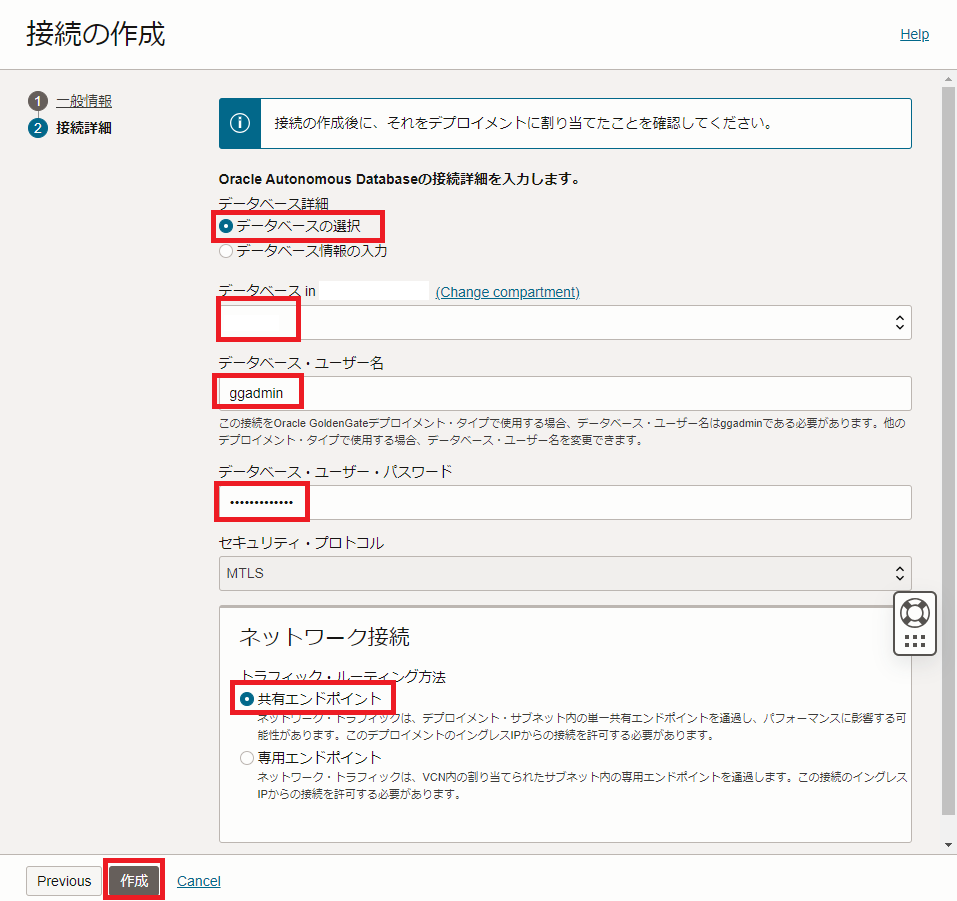 接続の作成
Help
1 一般情報
2 接続詳細
接続の作成後に、それをデプロイメントに割り当てたことを確認してください。
Oracle Autonomous Databaseの接続詳細を入力します。
データベース詳細
データベースの選択
データベース情報の入力
データベース in (Change compartment)
データベース・ユーザー名
ggadmin
この接続をOracle GoldenGateデプロイメント・タイプで使用する場合、データベース・ユーザー名はggadminである必要があります。他の
デプロイメント・タイプで使用する場合、データベース・ユーザー名を変更できます。
データベース・ユーザー・パスワード
•••••••••••••
セキュリティ・プロトコル
MTLS
ネットワーク接続
トラフィック・ルーティング方法
共有エンドポイント
ネットワーク・トラフィックは、デプロイメント・サブネット内の単一共有エンドポイントを通過し、パフォーマンスに影響する可
能性があります。このデプロイメントのイングレスIPからの接続を許可する必要があります。
専用エンドポイント
ネットワーク・トラフィックは、VCN内の割り当てられたサブネット内の専用エンドポイントを通過します。この接続のイングレス
IPからの接続を許可する必要があります。
Previous 作成 Cancel